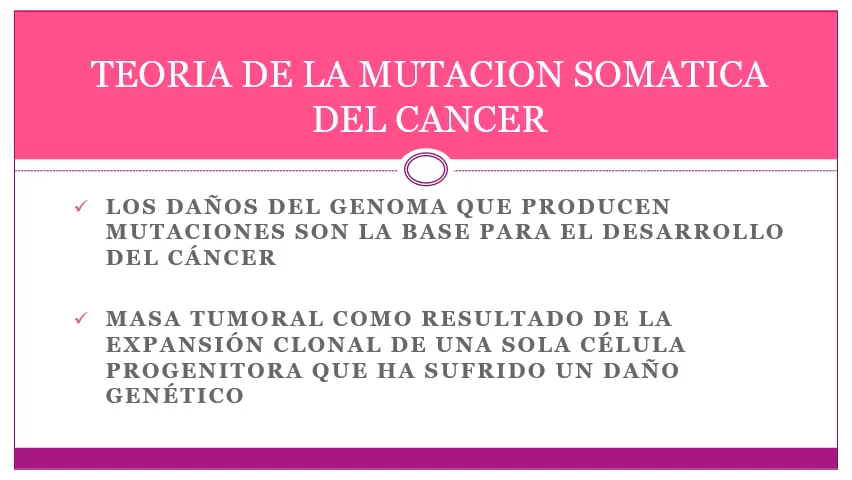 TEORIA DE LA MUTACION SOMATICA
DEL CANCER
LOS DAÑOS DEL GENOMA QUE PRODUCEN
MUTACIONES SON LA BASE PARA EL DESARROLLO
DEL CÁNCER
MASA TUMORAL COMO RESULTADO DE LA
EXPANSIÓN CLONAL DE UNA SOLA CÉLULA
PROGENITORA QUE HA SUFRIDO UN DAÑO
GENÉTICO